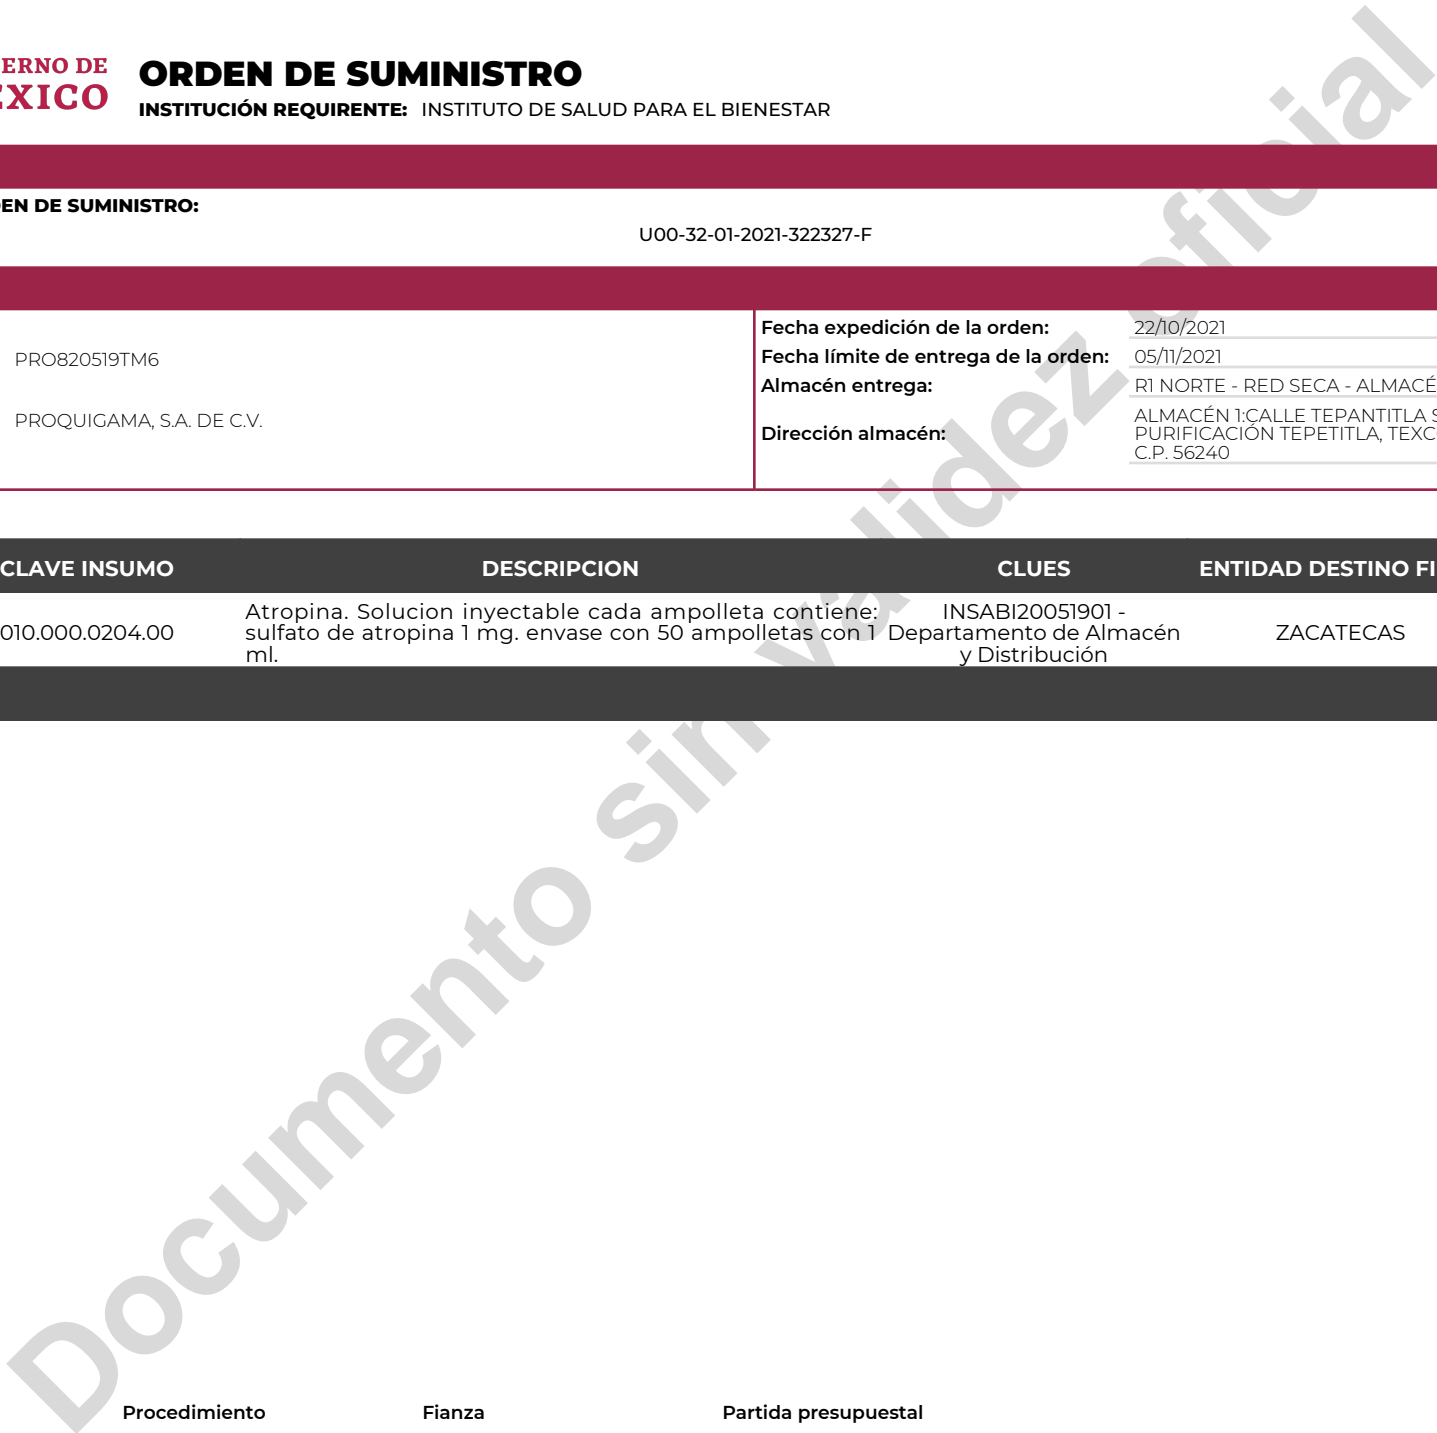 ERNO DE
EXICO
ORDEN DE SUMINISTRO
INSTITUCIÓN REQUIRENTE: INSTITUTO DE SALUD PARA EL BIENESTAR
EN DE SUMINISTRO:
U00-32-01-2021-322327-F
PRO820519TM6
PROQUIGAMA, S.A. DE C.V.
Fecha expedición de la orden: 22/10/2021
Fecha límite de entrega de la orden: 05/11/2021
Almacén entrega: R1 NORTE - RED SECA - ALMACÉ
Dirección almacén:
ALMACÉN 1:CALLE TEPANTITLA S
PURIFICACIÓN TEPETITLA, TEXC
C.P. 56240
CLAVE INSUMO DESCRIPCION CLUES ENTIDAD DESTINO FI
010.000.0204.00
Atropina. Solucion inyectable cada ampolleta contiene:
sulfato de atropina 1 mg. envase con 50 ampolletas con 1
ml.
INSABI20051901 -
Departamento de Almacén
y Distribución
ZACATECAS
Documento sin validez oficial
Procedimiento Fianza Partida presupuestal